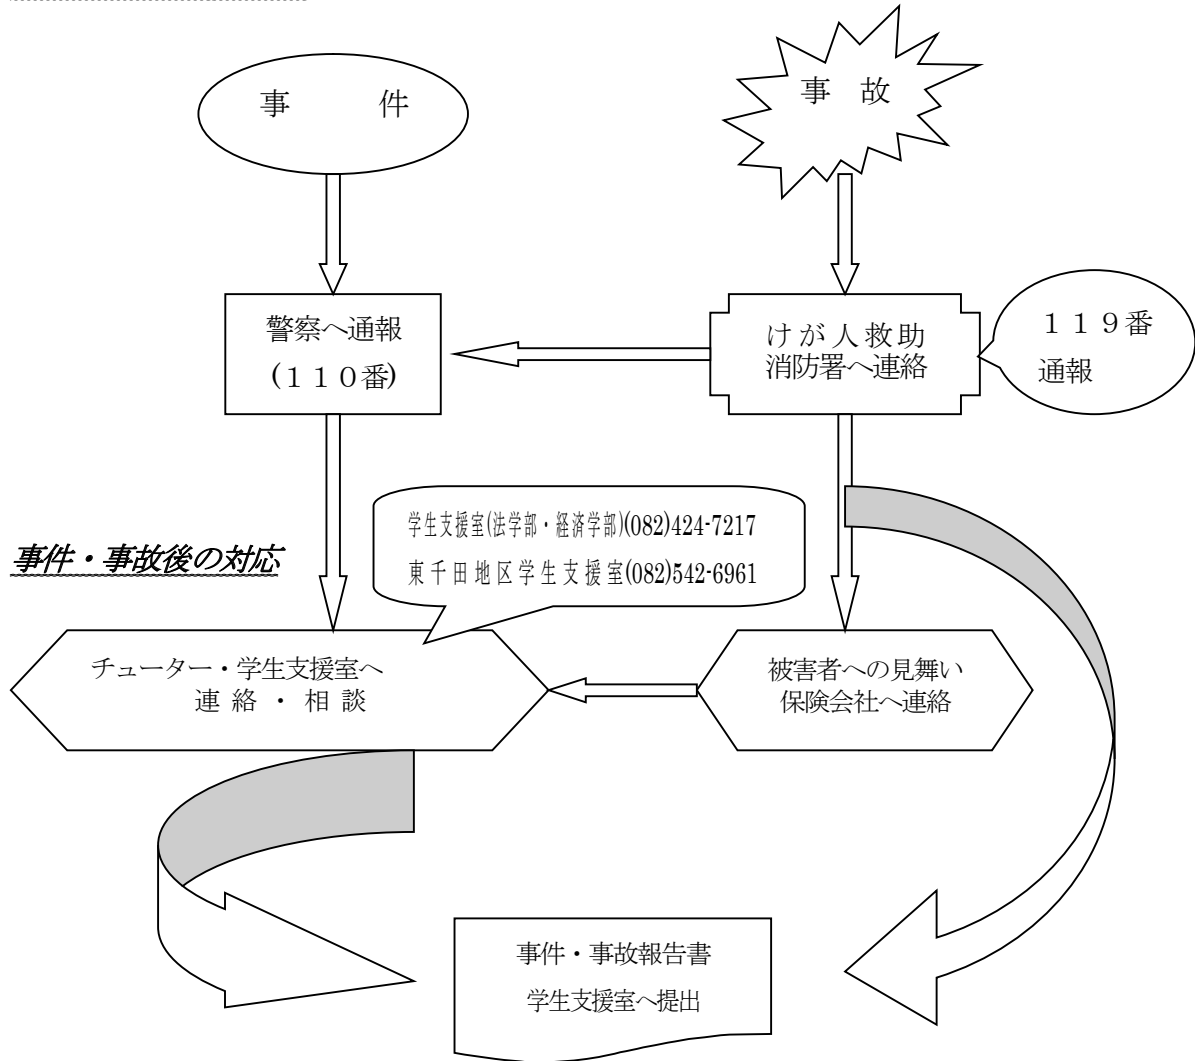 事 件
事 故
警察へ通報
(110番)
けが人救助
消防署へ連絡
119番
通報
学生支援室(法学部・経済学部)(082)424-7217
東千田地区学生支援室(082)542-6961
事件・事故後の対応
チューター・学生支援室へ
連絡・相談
被害者への見舞い
保険会社へ連絡
事件・事故報告書
学生支援室へ提出